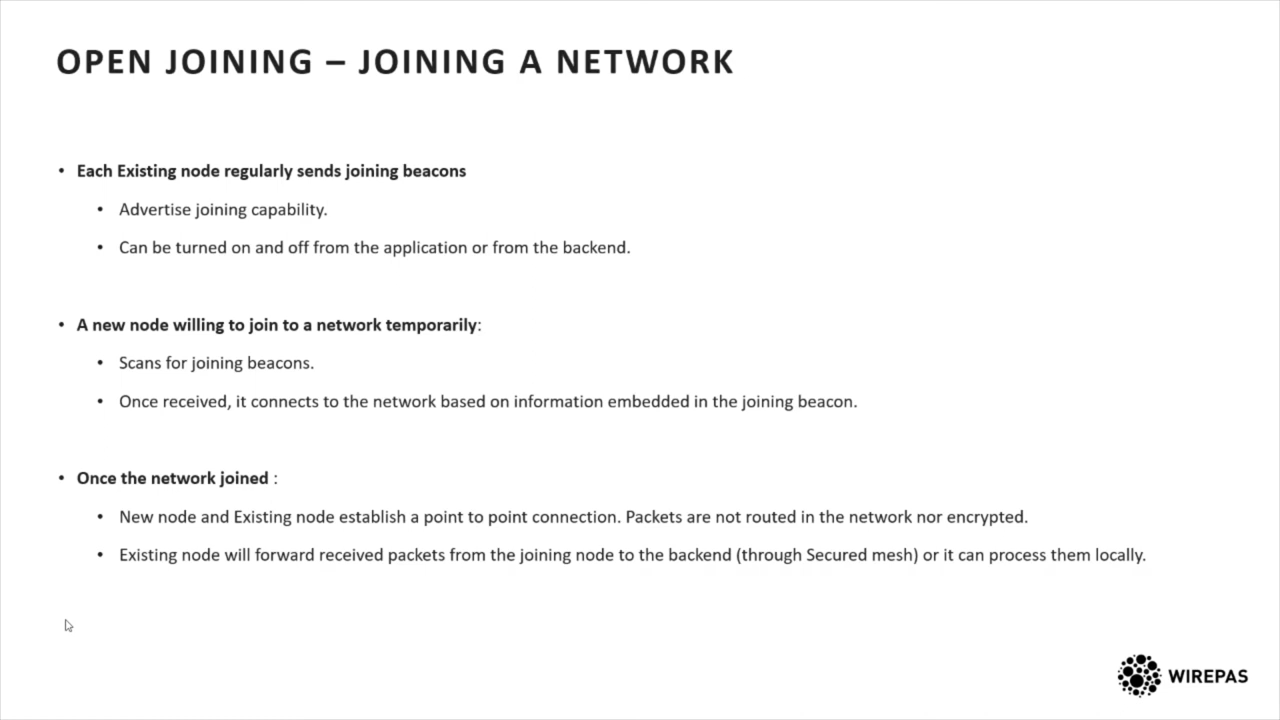 OPEN JOINING – JOINING A NETWORK
• Each Existing node regularly sends joining beacons
• Advertise joining capability.
• Can be turned on and off from the application or from the backend.
• A new node willing to join to a network temporarily:
• Scans for joining beacons.
• Once received, it connects to the network based on information embedded in the joining beacon.
• Once the network joined :
• New node and Existing node establish a point to point connection. Packets are not routed in the network nor encrypted.
• Existing node will forward received packets from the joining node to the backend (through Secured mesh) or it can process them locally.
WIREPAS